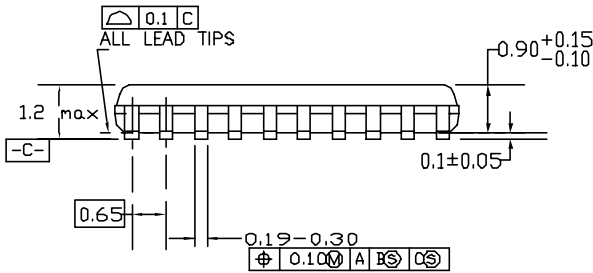 0.1 C
ALL LEAD TIPS
0.90 +0.15 -0.10
1.2 max
-C-
0.1±0.05
0.65
0.19-0.30
⌖ 0.10Ⓜ A BⓈ CⓈ